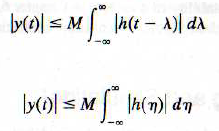 |y(t)| ≤ M ∫_{-∞}^{∞} |h(t − λ)| dλ
|y(t)| ≤ M ∫_{-∞}^{∞} |h(η)| dη